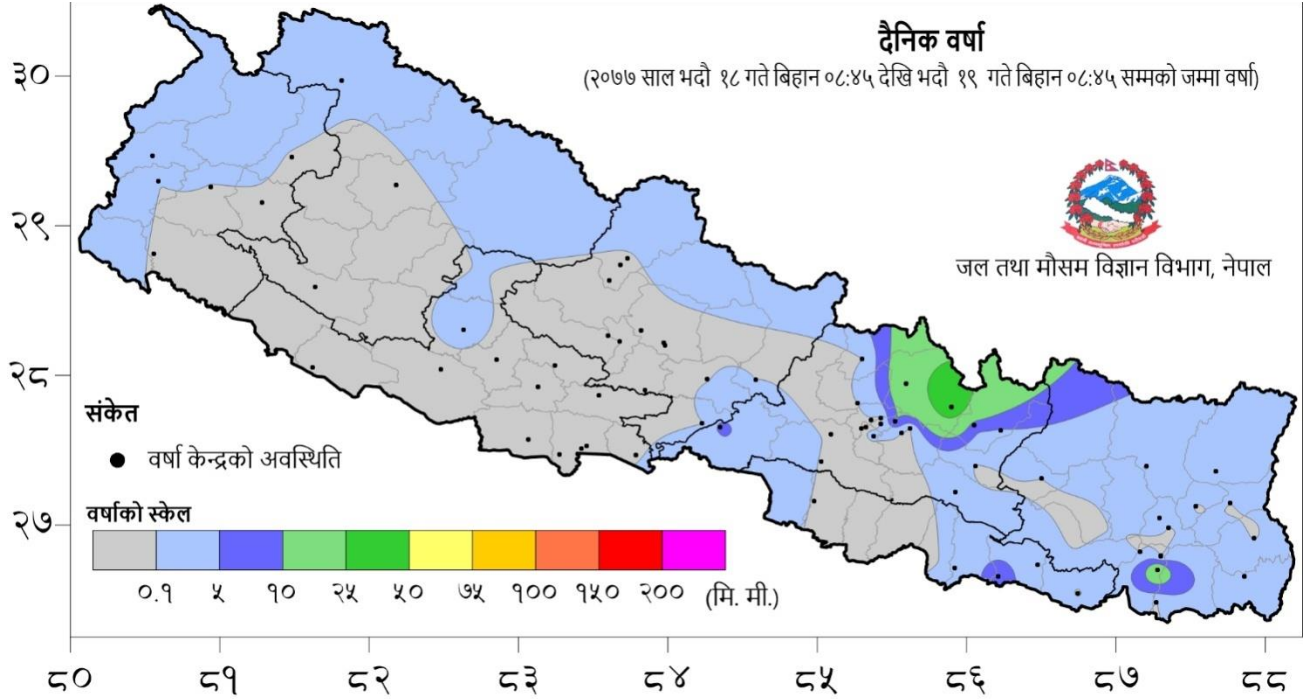 दैनिक वर्षा
(२०७७ साल भदौ १८ गते बिहान ०८:४५ देखि भदौ १९ गते बिहान ०८:४५ सम्मको जम्मा वर्षा)
३०
२९
जल तथा मौसम विज्ञान विभाग, नेपाल
२८
संकेत
वर्षा केन्द्रको अवस्थिति
२७
वर्षाको स्केल
०.१ ५ १० २५ ५० ७५ १०० १५० २०० (मि. मी.)
८० ८१ ८२ ८३ ८४ ८५ ८६ ८७ ८८